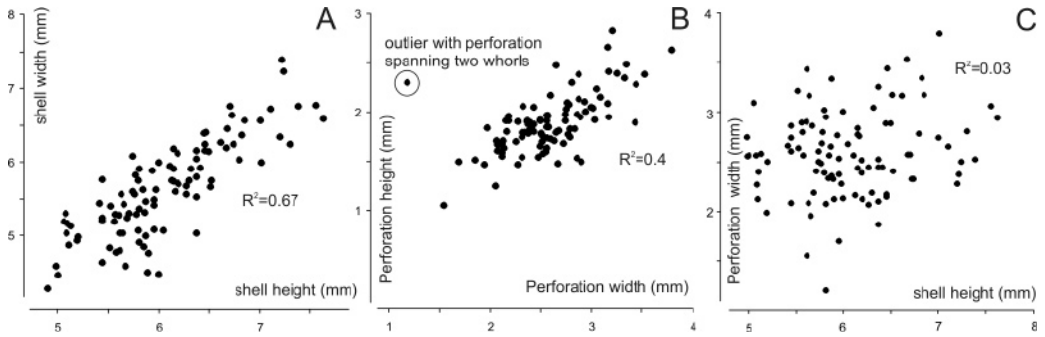 A
shell width (mm)
8
7
6
5
R²=0.67
shell height (mm)
5 6 7
B
outlier with perforation
spanning two whorls
Perforation height (mm)
3
2
1
R²=0.4
Perforation width (mm)
1 2 3 4
C
Perforation width (mm)
4
3
2
R²=0.03
shell height (mm)
5 6 7 8